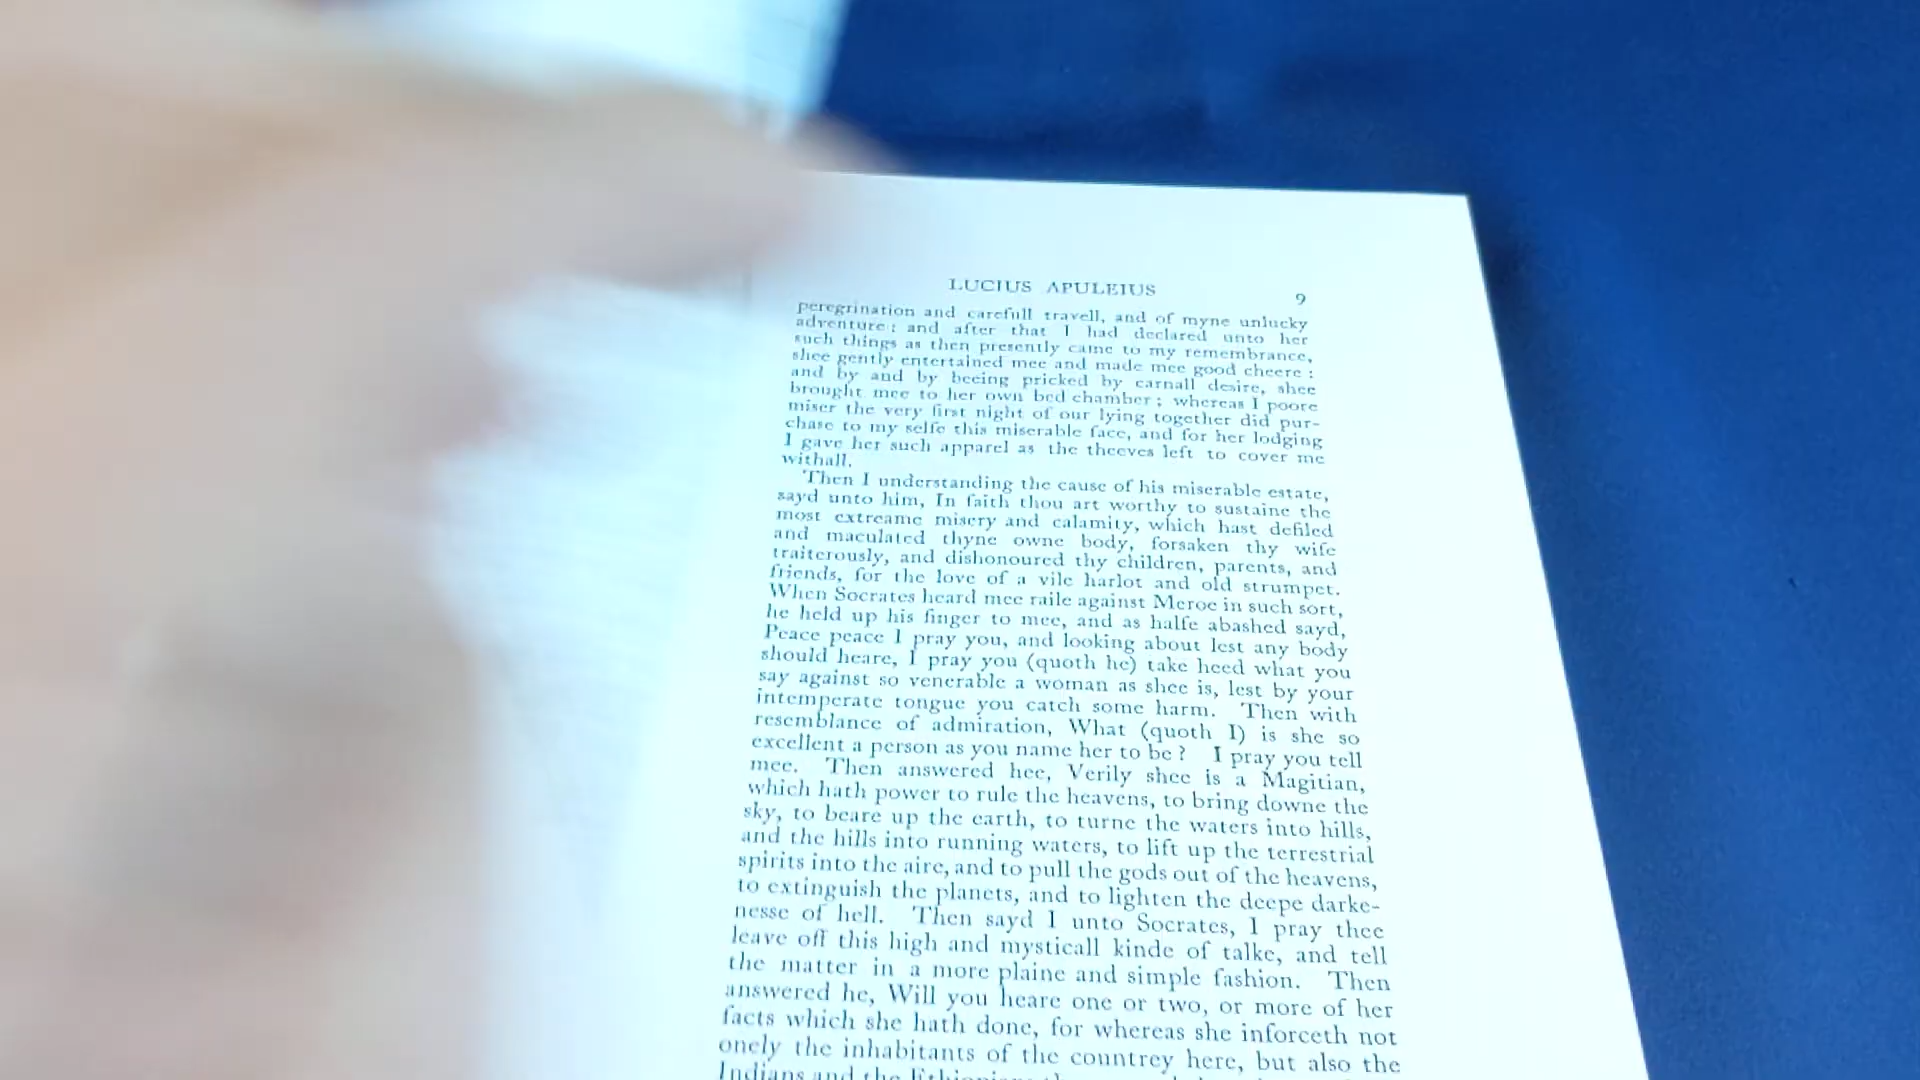 LUCIUS APULEIUS 9
peregrination and carefull travell, and of myne unlucky
adventure: and after that I had declared unto her
such things as then presently came to my remembrance,
shee gently entertained mee and made mee good cheere:
and by and by beeing pricked by carnall desire, shee
brought mee to her own bed chamber; whereas I poore
miser the very first night of our lying together did pur-
chase to my selfe this miserable face, and for her lodging
I gave her such apparel as the theeves left to cover me
withall.
Then I understanding the cause of his miserable estate,
sayd unto him, In faith thou art worthy to sustaine the
most extreame misery and calamity, which hast defiled
and maculated thyne owne body, forsaken thy wife
traiterously, and dishonoured thy children, parents, and
friends, for the love of a vile harlot and old strumpet.
When Socrates heard mee raile against Meroe in such sort,
he held up his finger to mee, and as halfe abashed sayd,
Peace peace I pray you, and looking about lest any body
should heare, I pray you (quoth he) take heed what you
say against so venerable a woman as shee is, lest by your
intemperate tongue you catch some harm. Then with
resemblance of admiration, What (quoth I) is she so
excellent a person as you name her to be? I pray you tell
mee. Then answered hee, Verily shee is a Magitian,
which hath power to rule the heavens, to bring downe the
sky, to beare up the earth, to turne the waters into hills,
and the hills into running waters, to lift up the terrestrial
spirits into the aire, and to pull the gods out of the heavens,
to extinguish the planets, and to lighten the deepe darke-
nesse of hell. Then sayd I unto Socrates, I pray thee
leave off this high and mysticall kinde of talke, and tell
the matter in a more plaine and simple fashion. Then
answered he, Will you heare one or two, or more of her
facts which she hath done, for whereas she inforceth not
onely the inhabitants of the countrey here, but also the
Indians and the Ethiopians